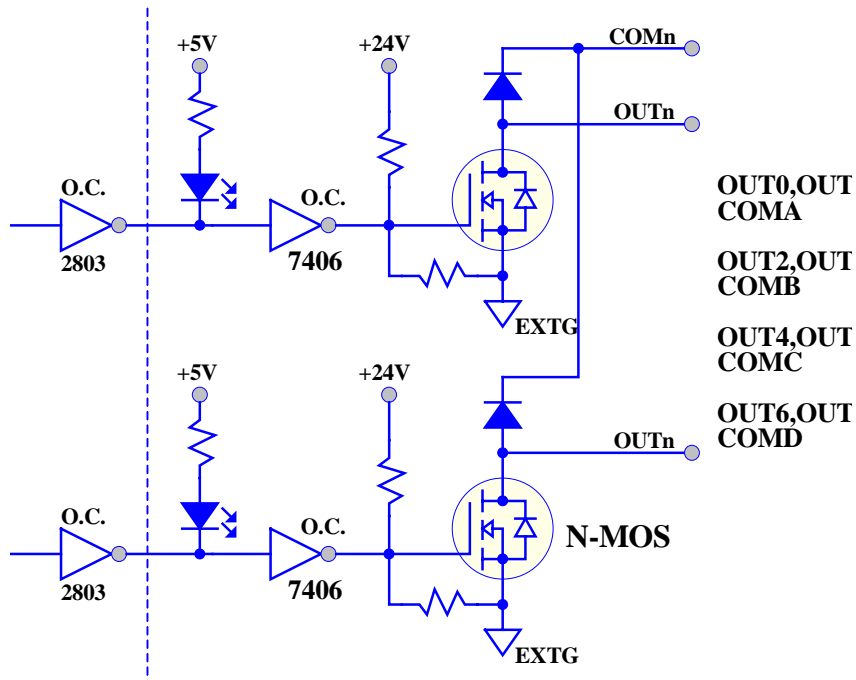 +5V
+24V
COMn
OUTn
O.C.
O.C.
2803
7406
EXTG
OUT0,OUT
COMA
OUT2,OUT
COMB
OUT4,OUT
COMC
OUT6,OUT
COMD
+5V
+24V
OUTn
O.C.
O.C.
N-MOS
2803
7406
EXTG